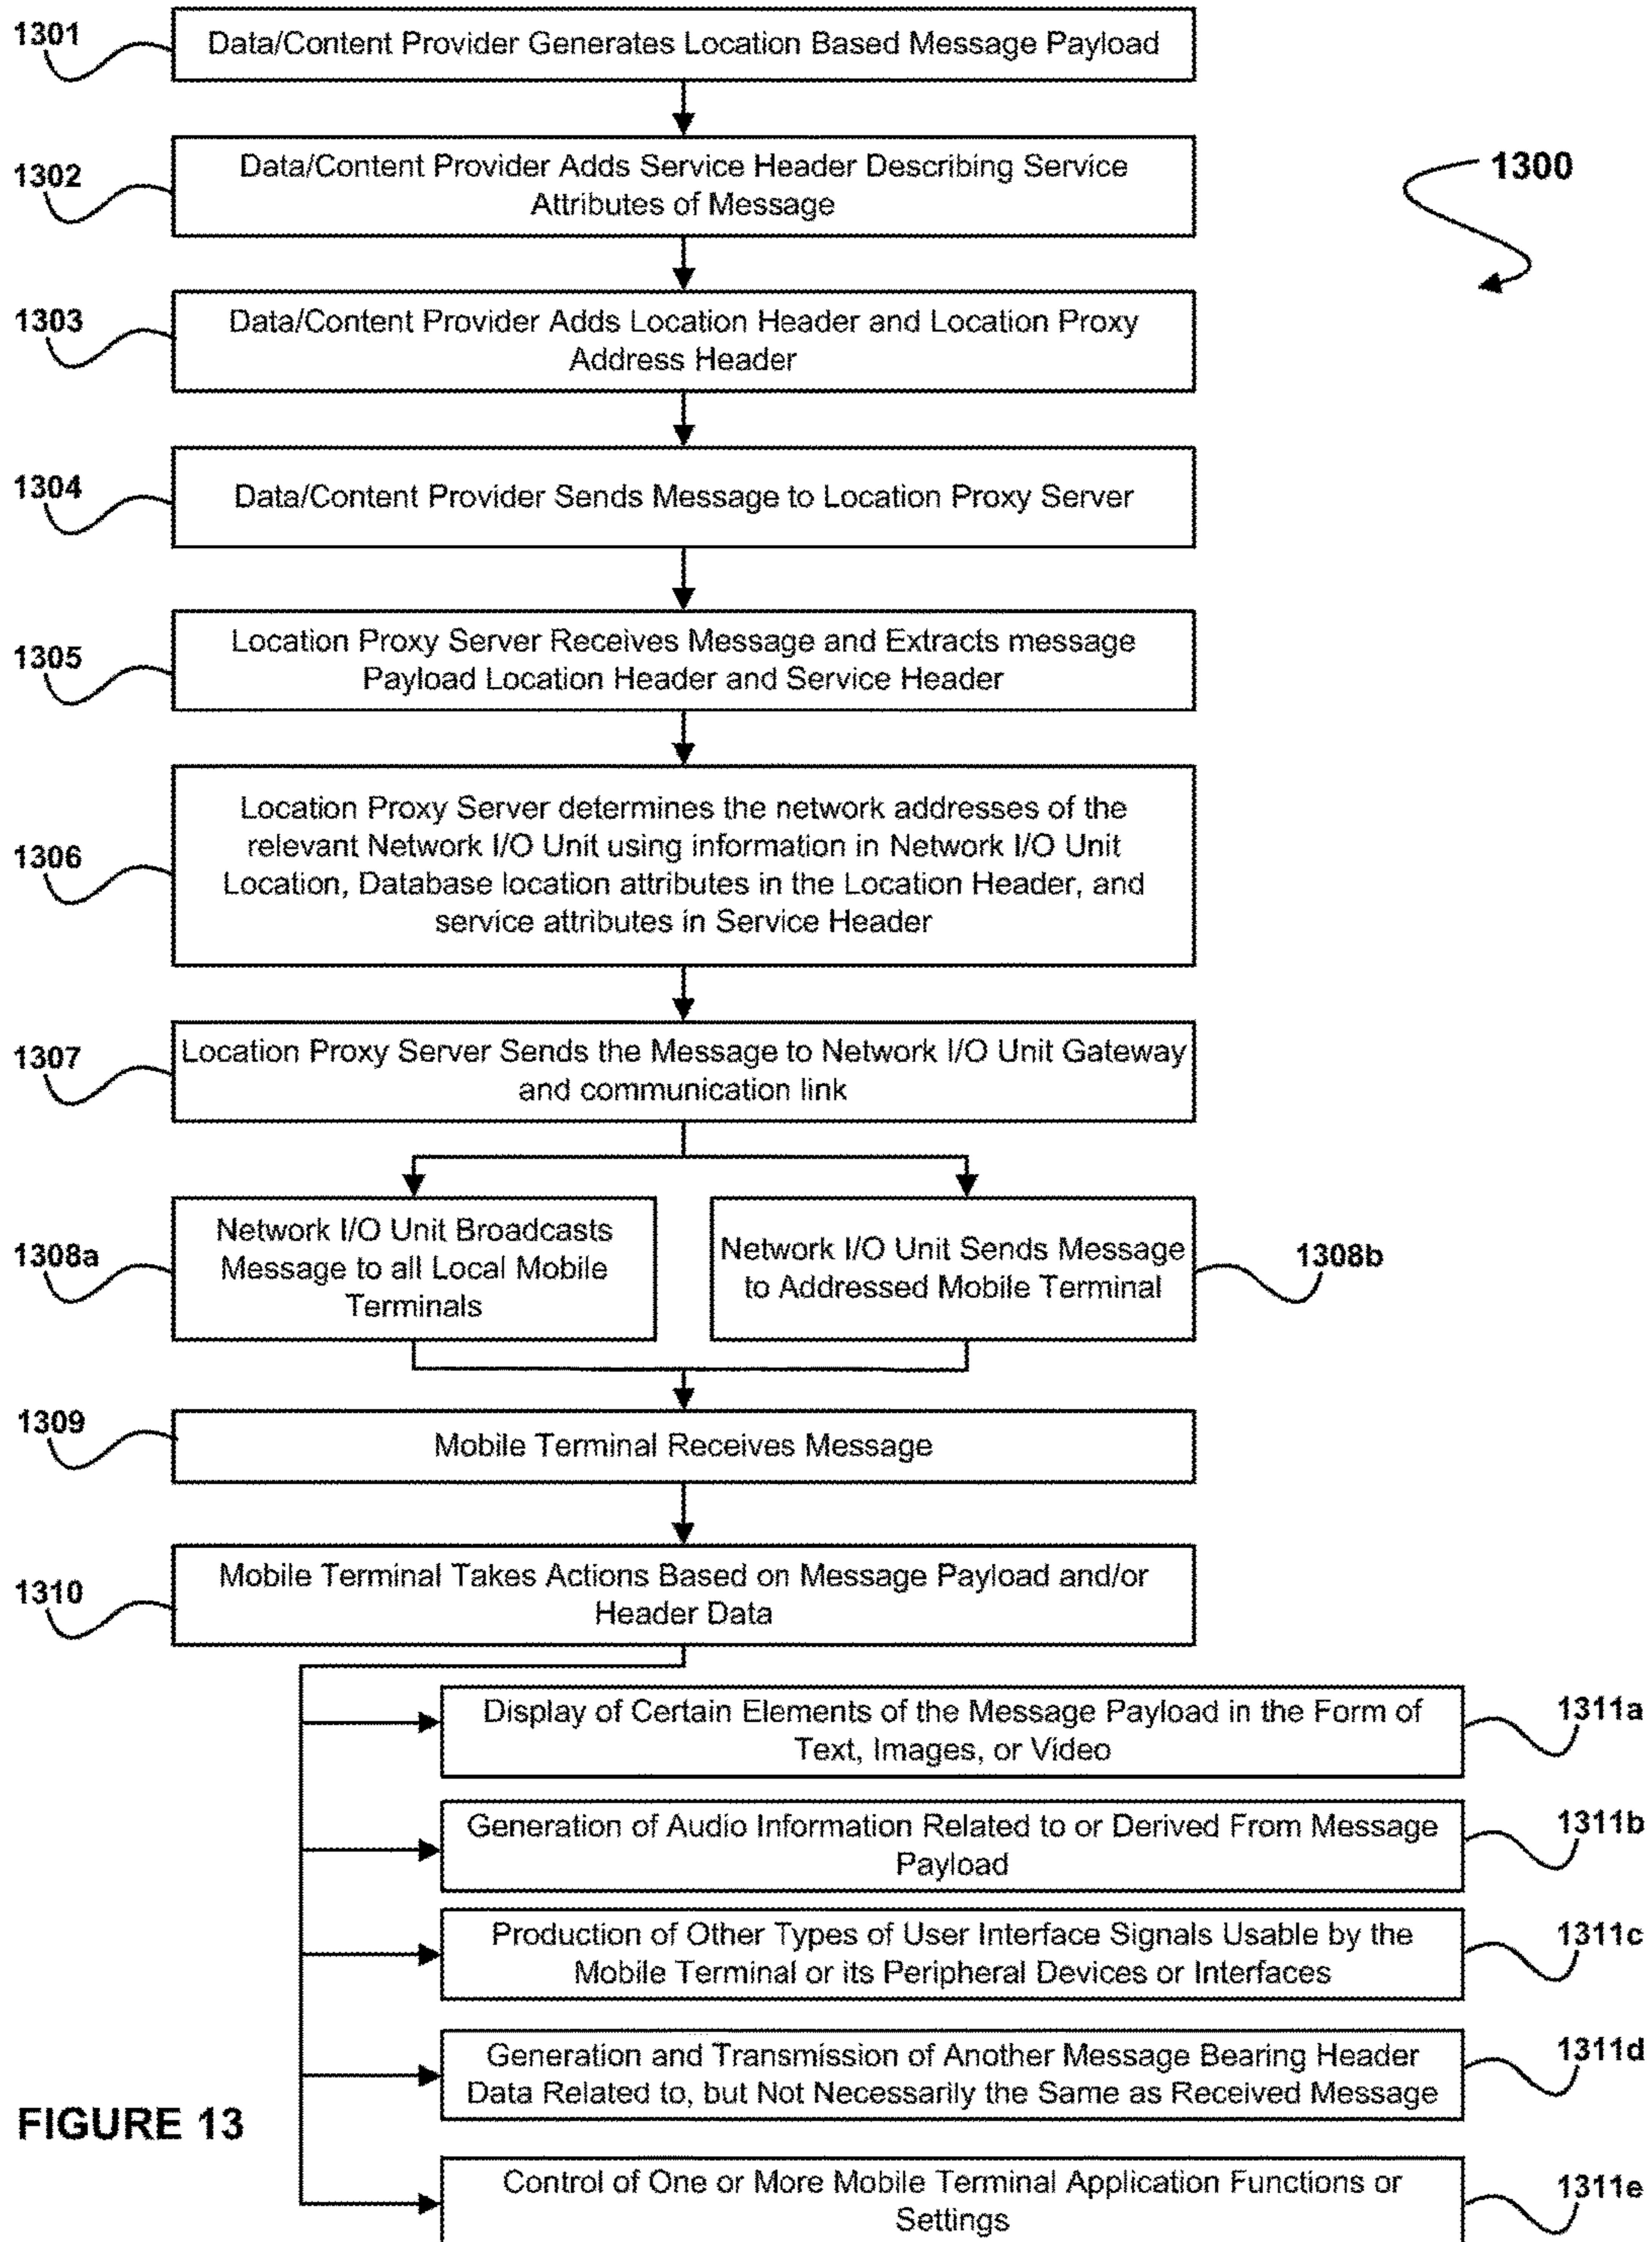 1301
Data/Content Provider Generates Location Based Message Payload
1302
Data/Content Provider Adds Service Header Describing Service
Attributes of Message
1300
1303
Data/Content Provider Adds Location Header and Location Proxy
Address Header
1304
Data/Content Provider Sends Message to Location Proxy Server
1305
Location Proxy Server Receives Message and Extracts message
Payload Location Header and Service Header
1306
Location Proxy Server determines the network addresses of the
relevant Network I/O Unit using information in Network I/O Unit
Location, Database location attributes in the Location Header, and
service attributes in Service Header
1307
Location Proxy Server Sends the Message to Network I/O Unit Gateway
and communication link
1308a
Network I/O Unit Broadcasts
Message to all Local Mobile
Terminals
Network I/O Unit Sends Message
to Addressed Mobile Terminal
1308b
1309
Mobile Terminal Receives Message
1310
Mobile Terminal Takes Actions Based on Message Payload and/or
Header Data
Display of Certain Elements of the Message Payload in the Form of
Text, Images, or Video
1311a
Generation of Audio Information Related to or Derived From Message
Payload
1311b
Production of Other Types of User Interface Signals Usable by the
Mobile Terminal or its Peripheral Devices or Interfaces
1311c
Generation and Transmission of Another Message Bearing Header
Data Related to, but Not Necessarily the Same as Received Message
1311d
FIGURE 13
Control of One or More Mobile Terminal Application Functions or
Settings
1311e